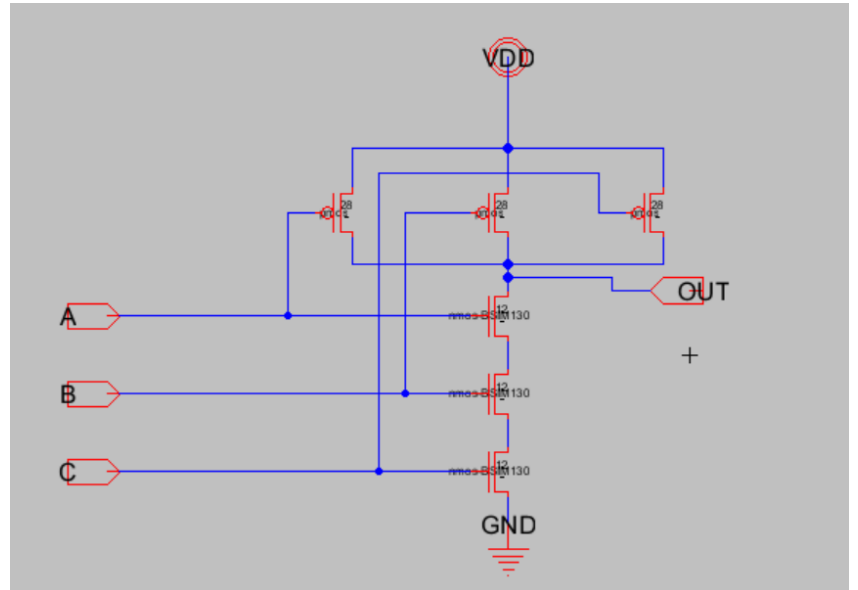 VDD
28
28
28
OUT
A
12
nmos-BSIM130
B
12
nmos-BSIM130
C
12
nmos-BSIM130
GND